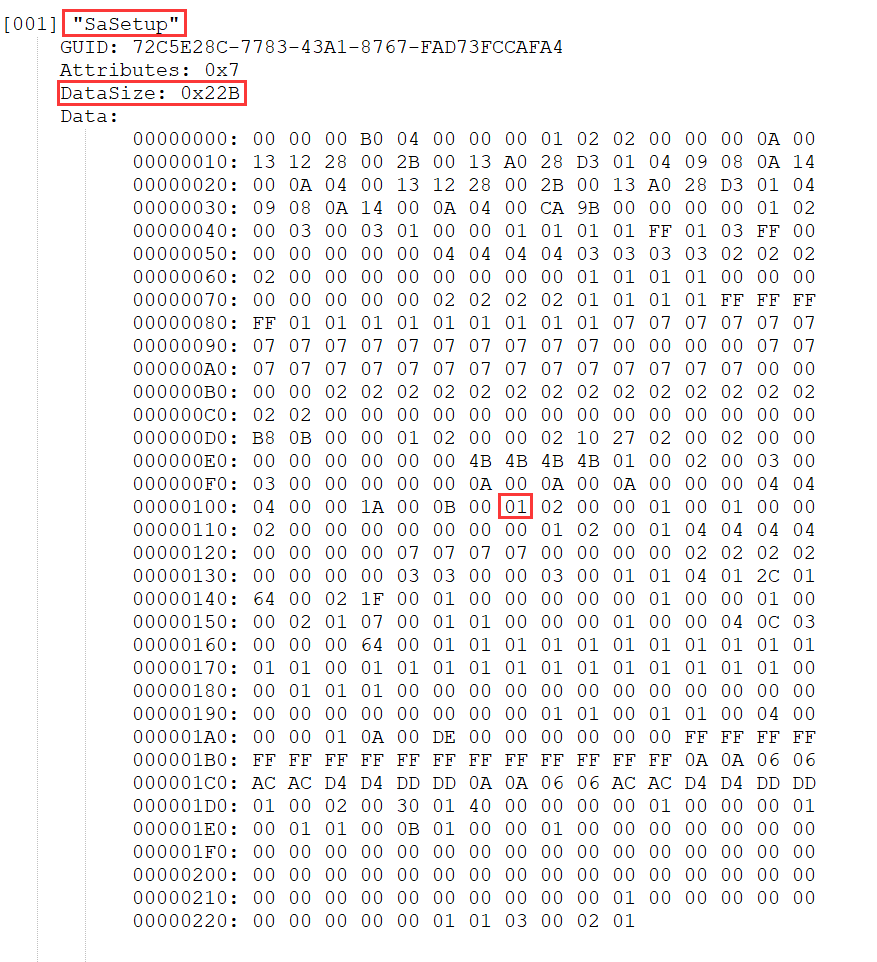 [001] "SaSetup"
GUID: 72C5E28C-7783-43A1-8767-FAD73FCCAFA4
Attributes: 0x7
DataSize: 0x22B
Data:
00000000: 00 00 00 B0 04 00 00 00 01 02 02 00 00 00 0A 00
00000010: 13 12 28 00 2B 00 13 A0 28 D3 01 04 09 08 0A 14
00000020: 00 0A 04 00 13 12 28 00 2B 00 13 A0 28 D3 01 04
00000030: 09 08 0A 14 00 0A 04 00 CA 9B 00 00 00 00 01 02
00000040: 00 03 00 03 01 00 00 01 01 01 01 FF 01 03 FF 00
00000050: 00 00 00 00 00 04 04 04 04 03 03 03 03 02 02 02
00000060: 02 00 00 00 00 00 00 00 00 01 01 01 01 00 00 00
00000070: 00 00 00 00 00 02 02 02 02 01 01 01 01 FF FF FF
00000080: FF 01 01 01 01 01 01 01 01 01 07 07 07 07 07 07
00000090: 07 07 07 07 07 07 07 07 07 07 00 00 00 00 07 07
000000A0: 07 07 07 07 07 07 07 07 07 07 07 07 07 07 00 00
000000B0: 00 00 02 02 02 02 02 02 02 02 02 02 02 02 02 02
000000C0: 02 02 00 00 00 00 00 00 00 00 00 00 00 00 00 00
000000D0: B8 0B 00 00 01 02 00 00 02 10 27 02 00 02 00 00
000000E0: 00 00 00 00 00 00 4B 4B 4B 4B 01 00 02 00 03 00
000000F0: 03 00 00 00 00 00 0A 00 0A 00 0A 00 00 00 04 04
00000100: 04 00 00 1A 00 0B 00 01 02 00 00 01 00 01 00 00
00000110: 02 00 00 00 00 00 00 00 01 02 00 01 04 04 04 04
00000120: 00 00 00 00 07 07 07 07 00 00 00 00 02 02 02 02
00000130: 00 00 00 00 03 03 00 00 03 00 01 01 04 01 2C 01
00000140: 64 00 02 1F 00 01 00 00 00 00 00 01 00 00 01 00
00000150: 00 02 01 07 00 01 01 00 00 00 01 00 00 04 0C 03
00000160: 00 00 00 64 00 01 01 01 01 01 01 01 01 01 01 01
00000170: 01 01 00 01 01 01 01 01 01 01 01 01 01 01 01 00
00000180: 00 01 01 01 00 00 00 00 00 00 00 00 00 00 00 00
00000190: 00 00 00 00 00 00 00 00 01 01 00 01 01 00 04 00
000001A0: 00 00 01 0A 00 DE 00 00 00 00 00 00 FF FF FF FF
000001B0: FF FF FF FF FF FF FF FF FF FF FF FF 0A 0A 06 06
000001C0: AC AC D4 D4 DD DD 0A 0A 06 06 AC AC D4 D4 DD DD
000001D0: 01 00 02 00 30 01 40 00 00 00 00 01 00 00 00 01
000001E0: 00 01 01 00 0B 01 00 00 01 00 00 00 00 00 00 00
000001F0: 00 00 00 00 00 00 00 00 00 00 00 00 00 00 00 00
00000200: 00 00 00 00 00 00 00 00 00 00 00 00 00 00 00 00
00000210: 00 00 00 00 00 00 00 00 00 00 01 00 00 00 00 00
00000220: 00 00 00 00 00 01 01 03 00 02 01